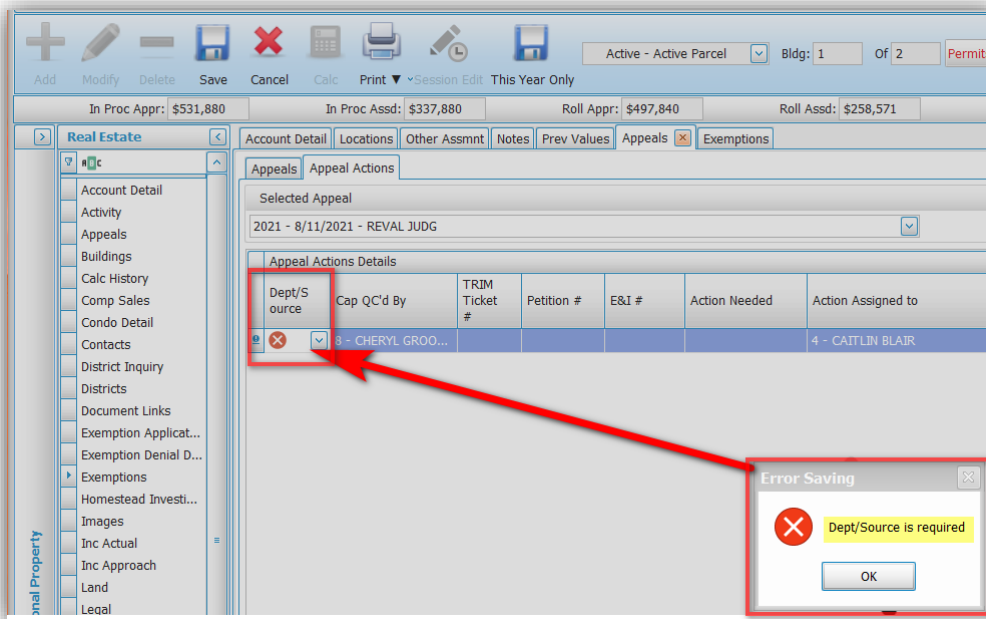 Add Modify Delete Save Cancel Calc Print ▼ Session Edit This Year Only
Active - Active Parcel Bldg: 1 Of 2 Permit
In Proc Appr: $531,880 In Proc Assd: $337,880 Roll Appr: $497,840 Roll Assd: $258,571
Real Estate
Account Detail Locations Other Assmnt Notes Prev Values Appeals Exemptions
Account Detail
Activity
Appeals
Buildings
Calc History
Comp Sales
Condo Detail
Contacts
District Inquiry
Districts
Document Links
Exemption Applicat...
Exemption Denial D...
Exemptions
Homestead Investi...
Images
Inc Actual
Inc Approach
Land
Legal
onal Property
Appeals Appeal Actions
Selected Appeal
2021 - 8/11/2021 - REVAL JUDG
Appeal Actions Details
Dept/S
ource
Cap QC'd By
TRIM
Ticket
#
Petition #
E&I #
Action Needed
Action Assigned to
8 - CHERYL GROO...
4 - CAITLIN BLAIR
Error Saving
Dept/Source is required
OK